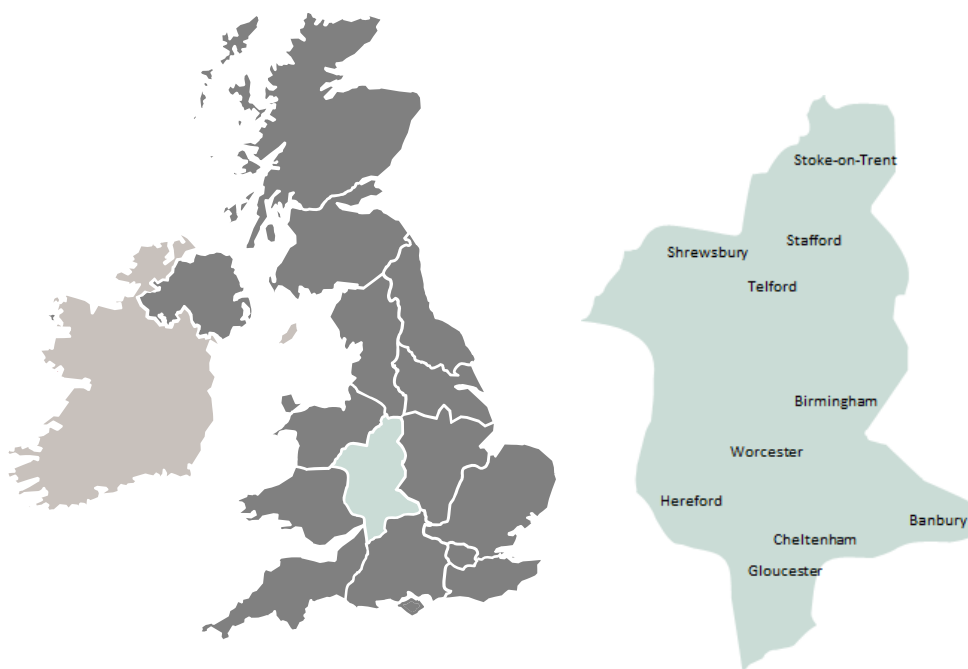 Stoke-on-Trent
Stafford
Shrewsbury
Telford
Birmingham
Worcester
Hereford
Banbury
Cheltenham
Gloucester